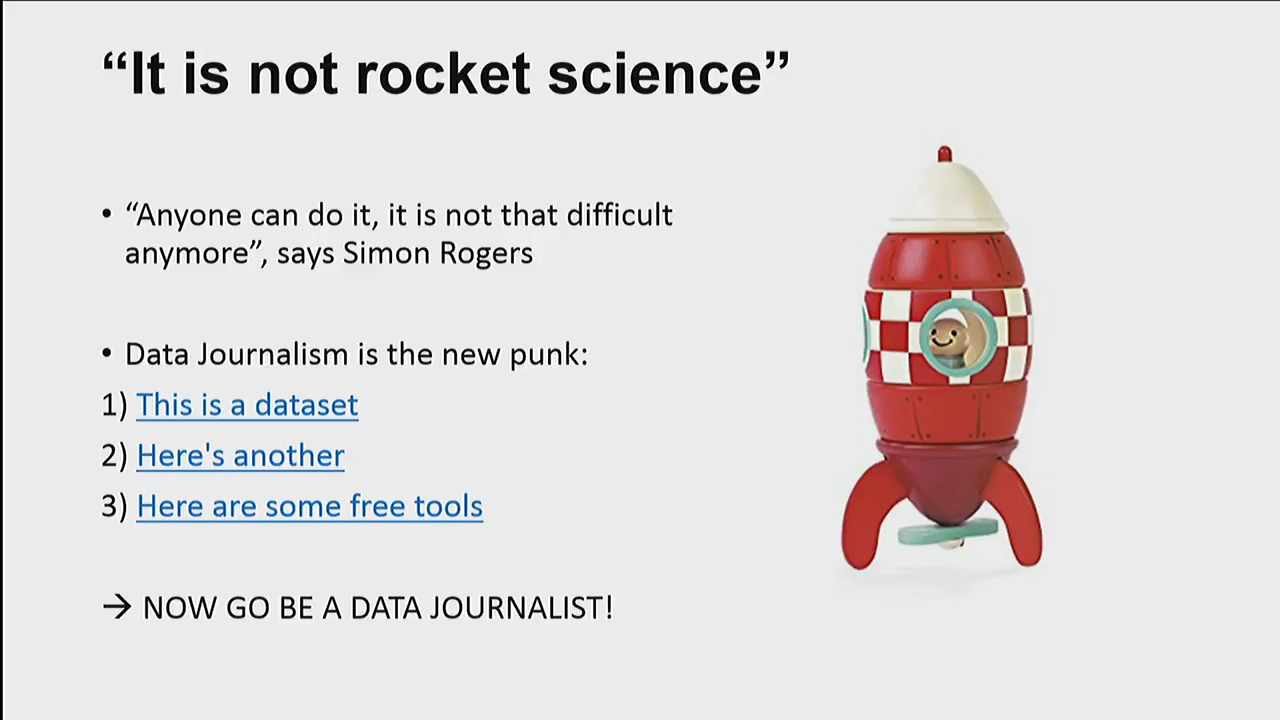 “It is not rocket science”
• “Anyone can do it, it is not that difficult
anymore”, says Simon Rogers
• Data Journalism is the new punk:
1) This is a dataset
2) Here's another
3) Here are some free tools
→ NOW GO BE A DATA JOURNALIST!